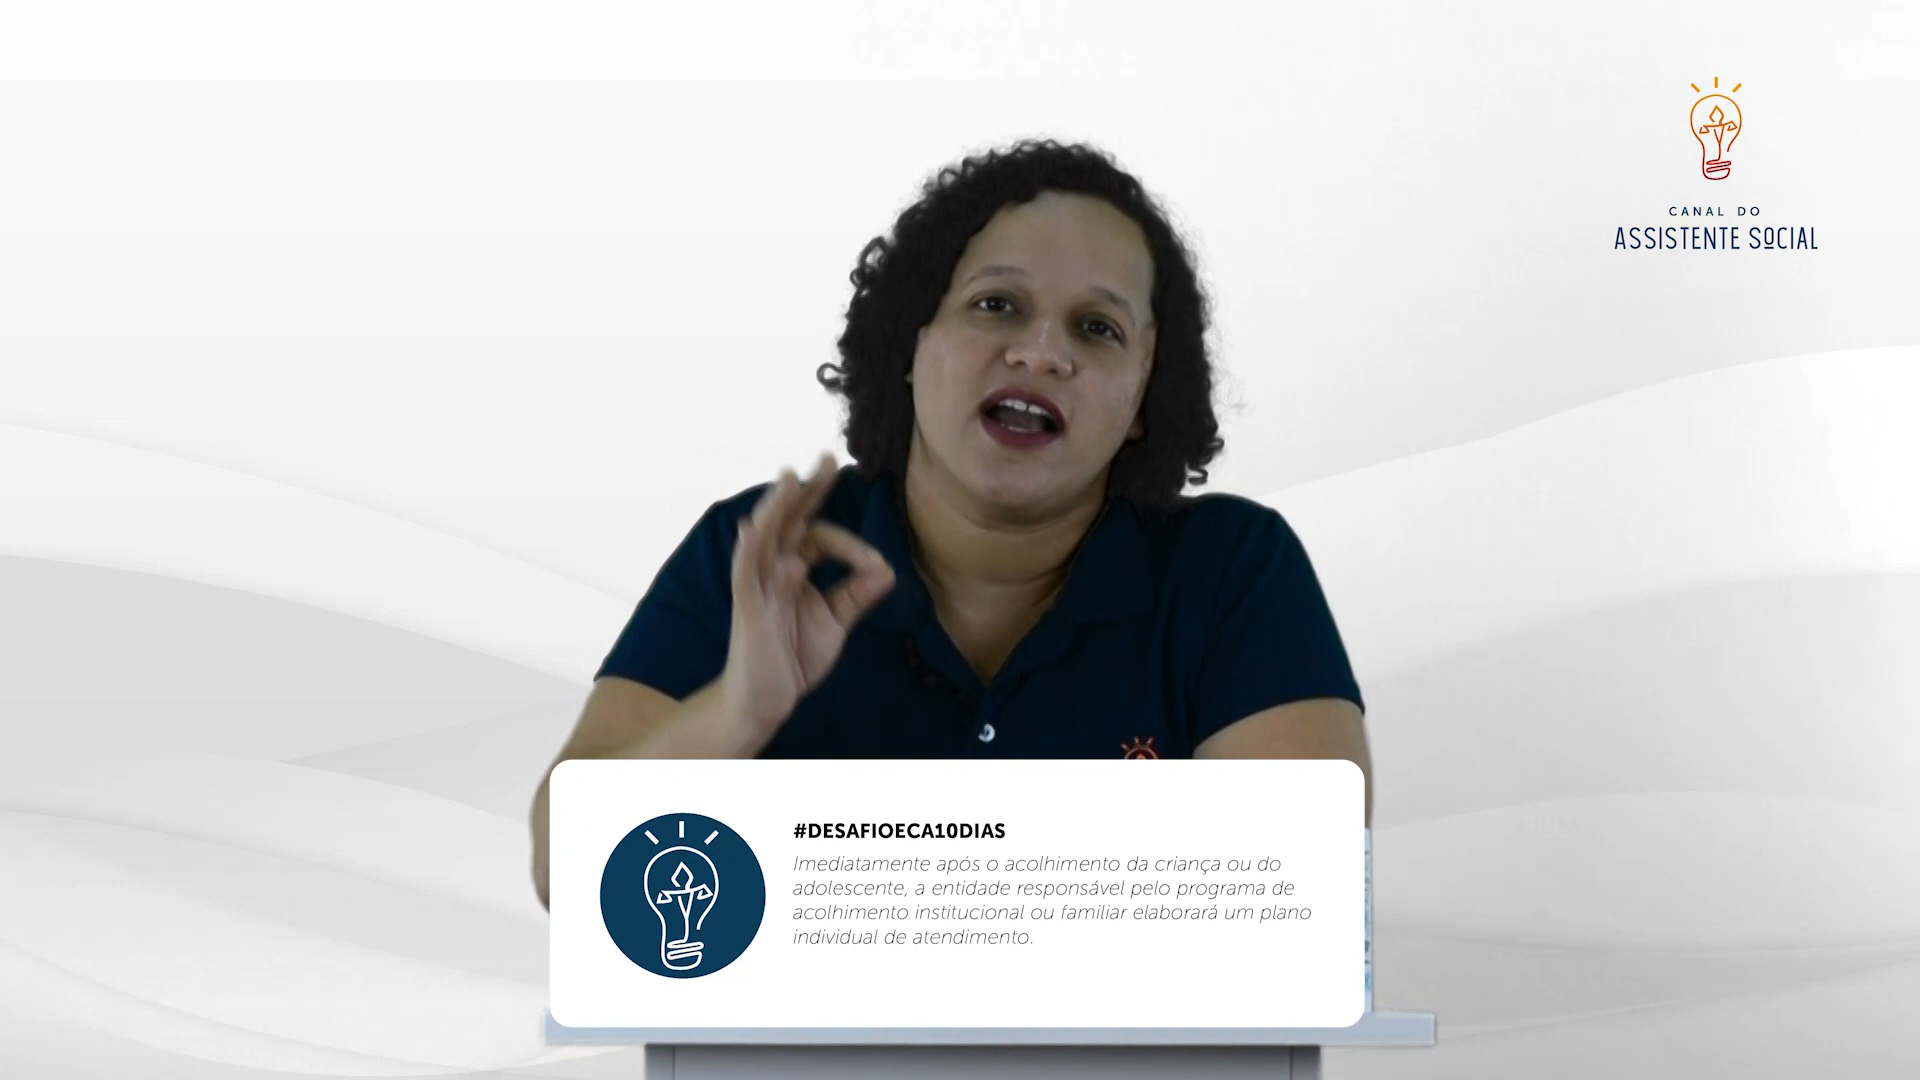 CANAL DO
ASSISTENTE SOCIAL
#DESAFIOECA10DIAS
Imediatamente após o acolhimento da criança ou do
adolescente, a entidade responsável pelo programa de
acolhimento institucional ou familiar elaborará um plano
individual de atendimento.